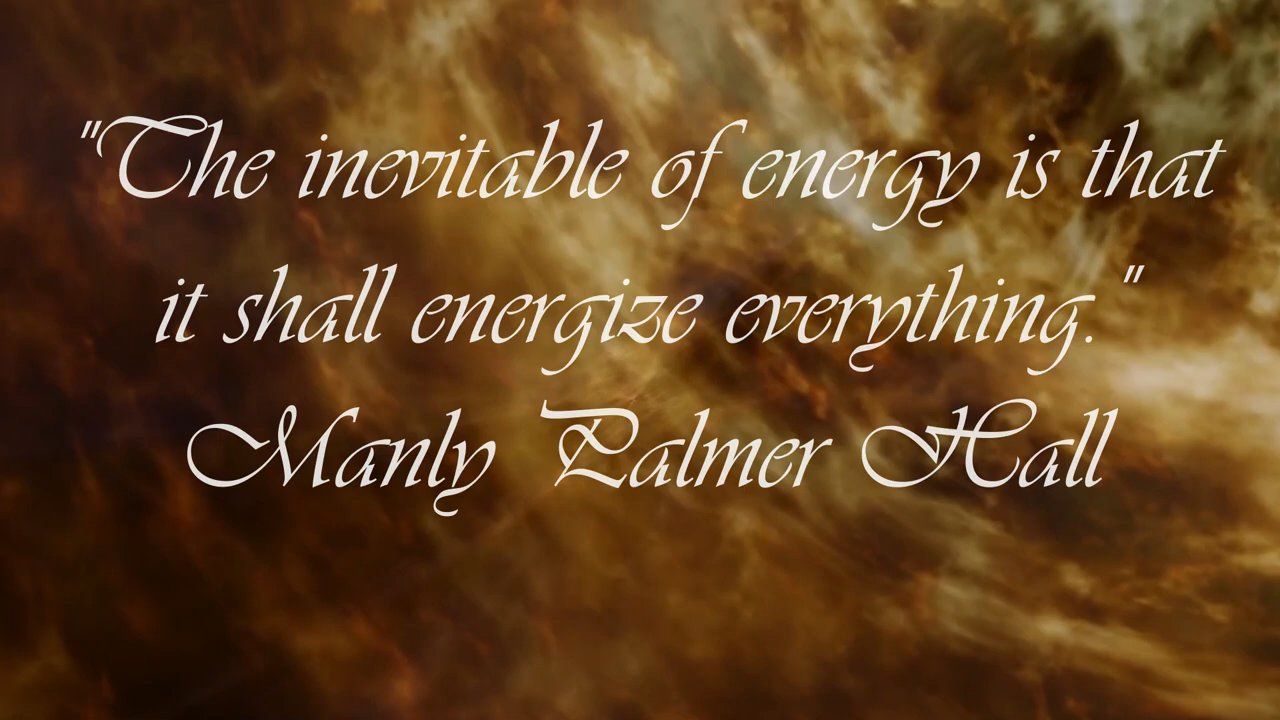 "The inevitable of energy is that
it shall energize everything."
Manly Palmer Hall